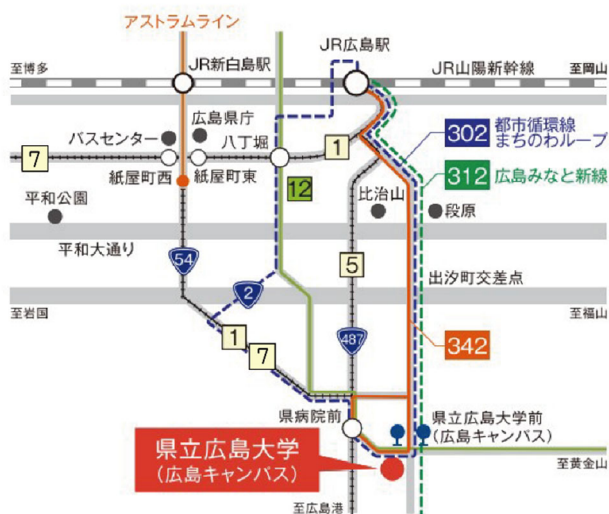 アストラムライン
JR広島駅
至博多
JR新白島駅
JR山陽新幹線
至岡山
広島県庁
バスセンター
八丁堀
1
302 都市循環線
まちのわループ
7
紙屋町西
紙屋町東
12
312 広島みなと新線
比治山
段原
平和公園
平和大通り
54
5
2
出汐町交差点
至岩国
至福山
1
7
487
342
県病院前
県立広島大学前
(広島キャンパス)
県立広島大学
(広島キャンパス)
至黄金山
至広島港